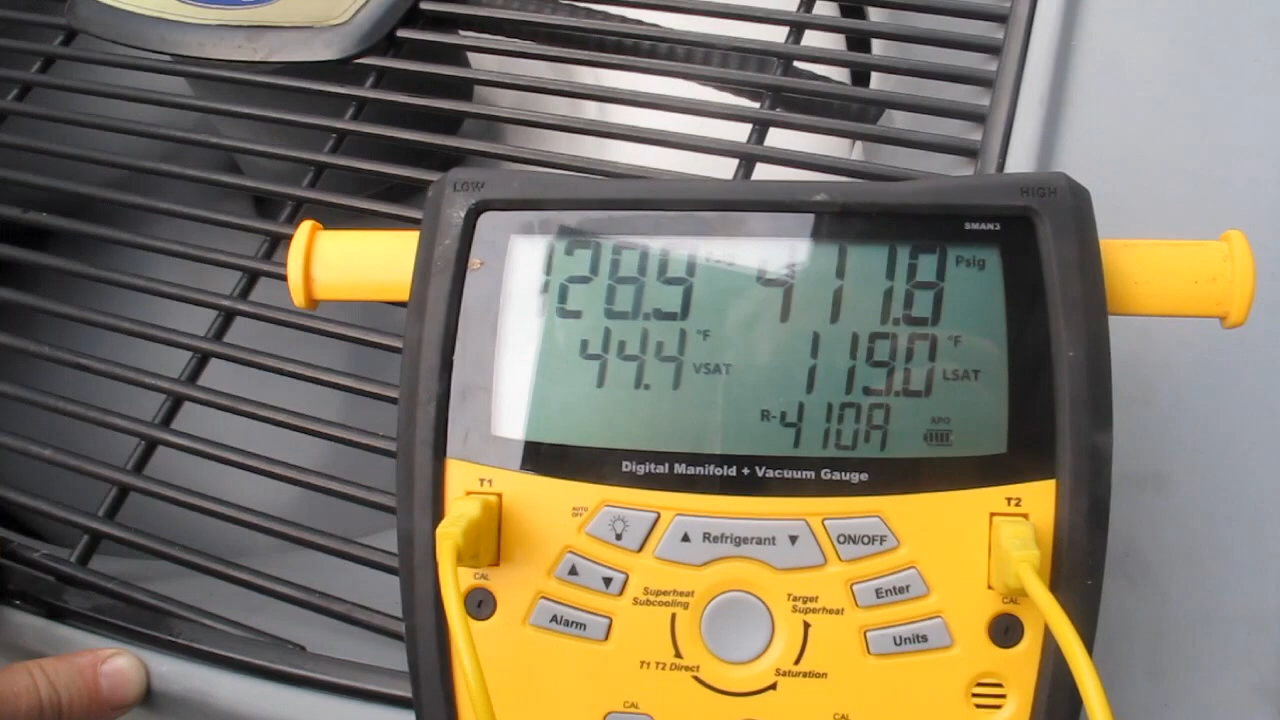 LOW
HIGH
SMAN3
128.9 411.8 Psig
44.4 °F VSAT 119.0 °F LSAT
R-410A APO
Digital Manifold + Vacuum Gauge
T1
T2
AUTO OFF
▲ Refrigerant ▼
ON/OFF
▲ ▼
Enter
CAL
CAL
Superheat
Subcooling
Target
Superheat
Alarm
Units
T1 T2 Direct
Saturation
CAL
CAL